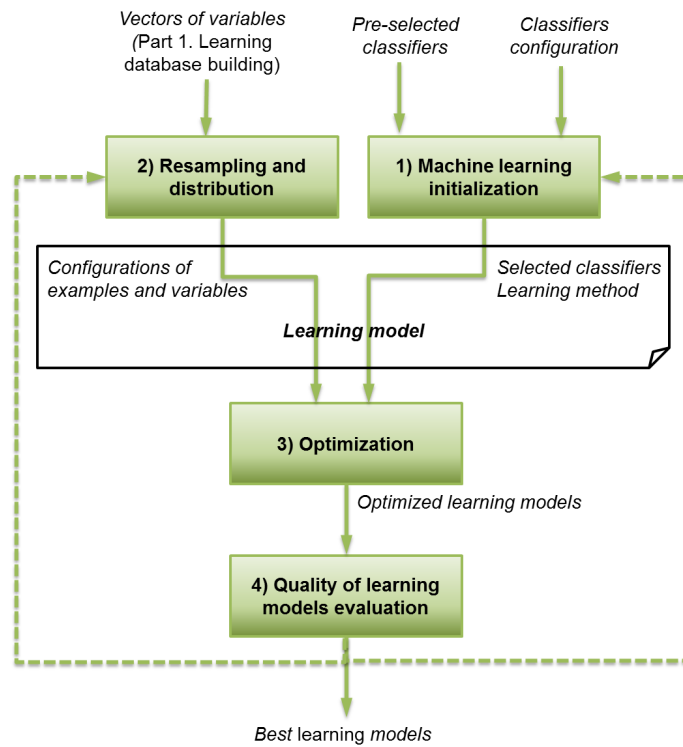 Vectors of variables
(Part 1. Learning
database building)
Pre-selected
classifiers
Classifiers
configuration
2) Resampling and
distribution
1) Machine learning
initialization
Configurations of
examples and variables
Selected classifiers
Learning method
Learning model
3) Optimization
Optimized learning models
4) Quality of learning
models evaluation
Best learning models